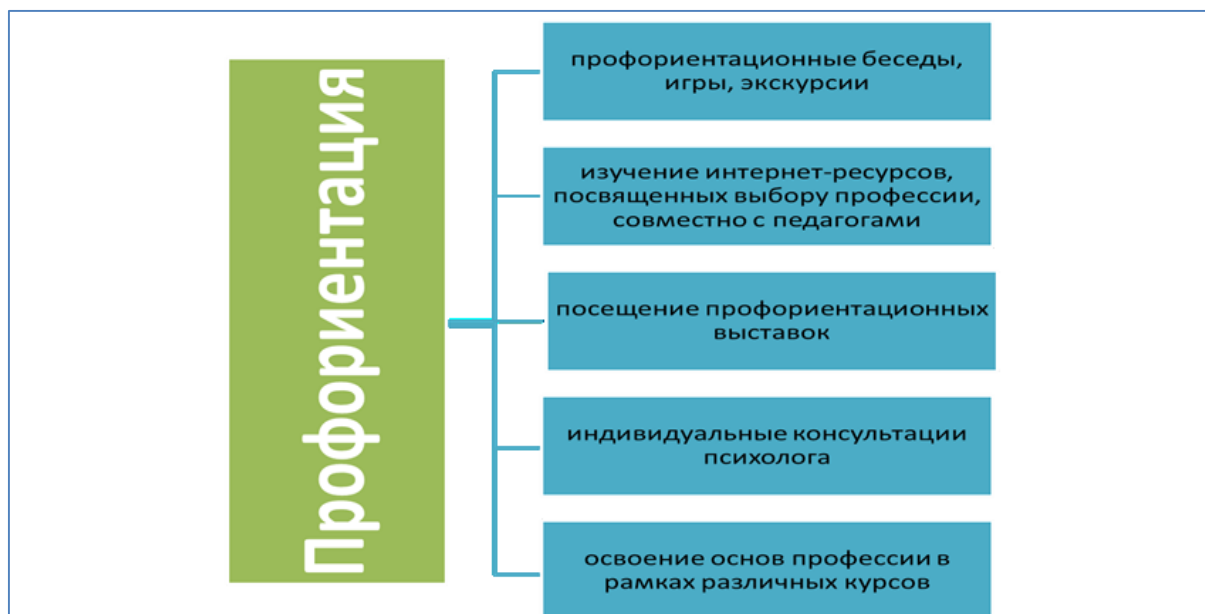 Профориентация
профориентационные беседы,
игры, экскурсии
изучение интернет-ресурсов,
посвященных выбору профессии,
совместно с педагогами
посещение профориентационных
выставок
индивидуальные консультации
психолога
освоение основ профессии в
рамках различных курсов